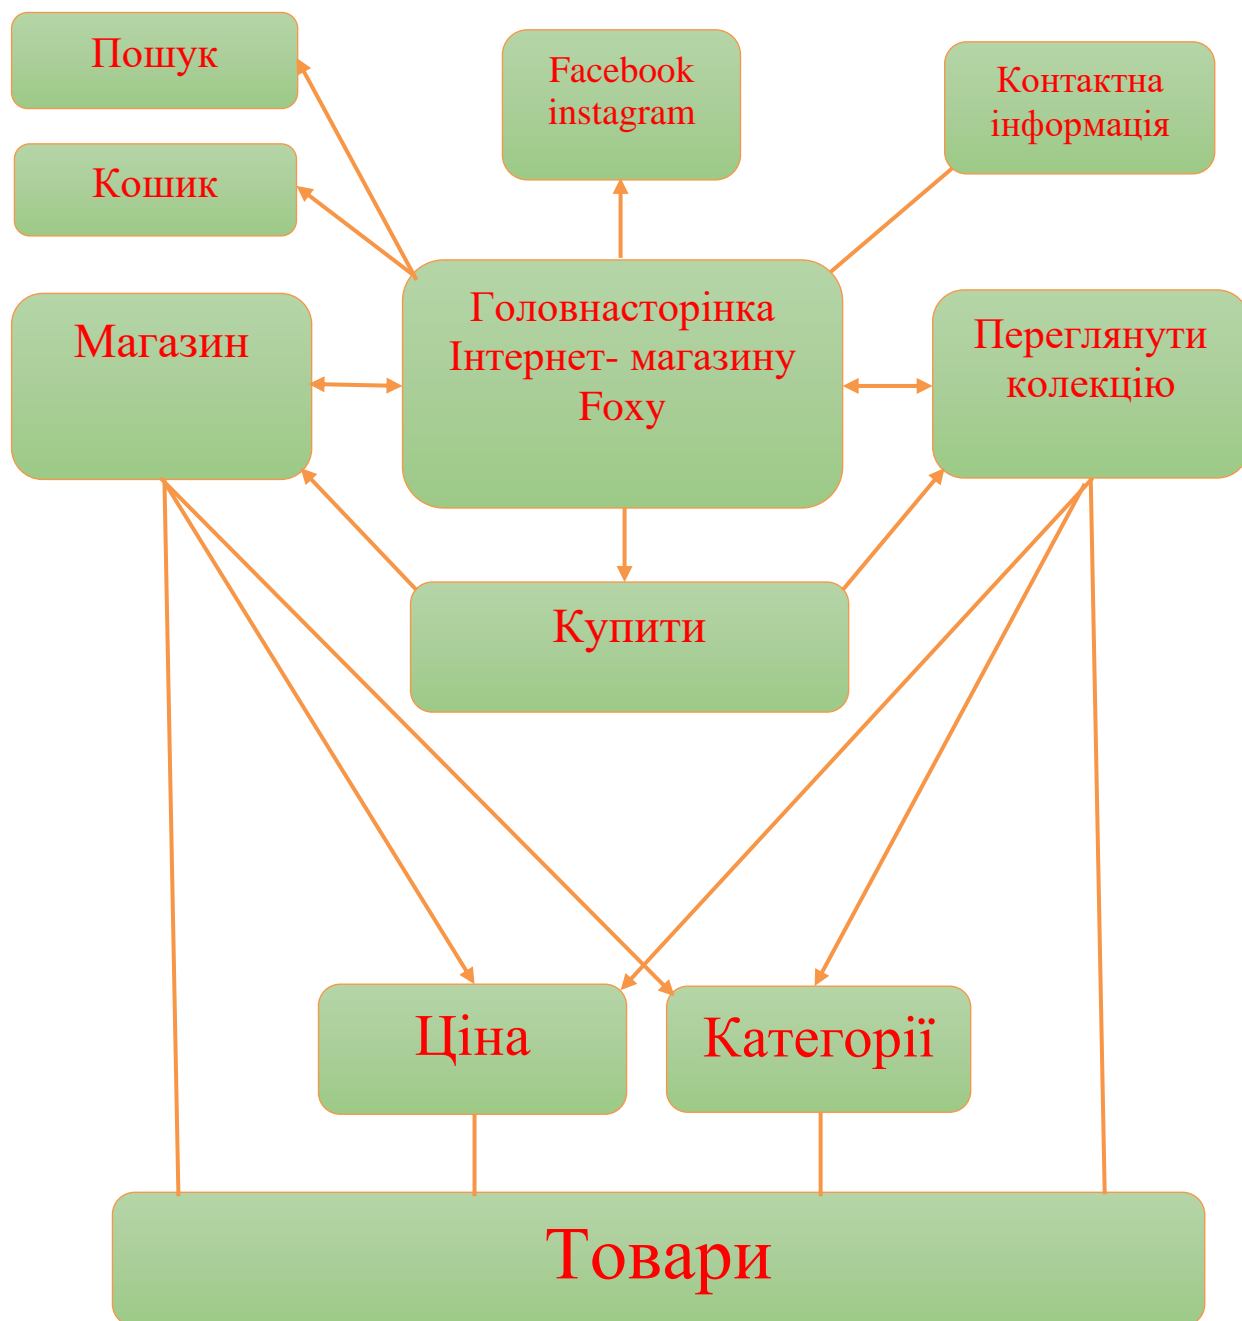 Пошук
Facebook
instagram
Контактна
інформація
Кошик
Магазин
Головнасторінка
Інтернет- магазину
Foxy
Переглянути
колекцію
Купити
Ціна
Категорії
Товари